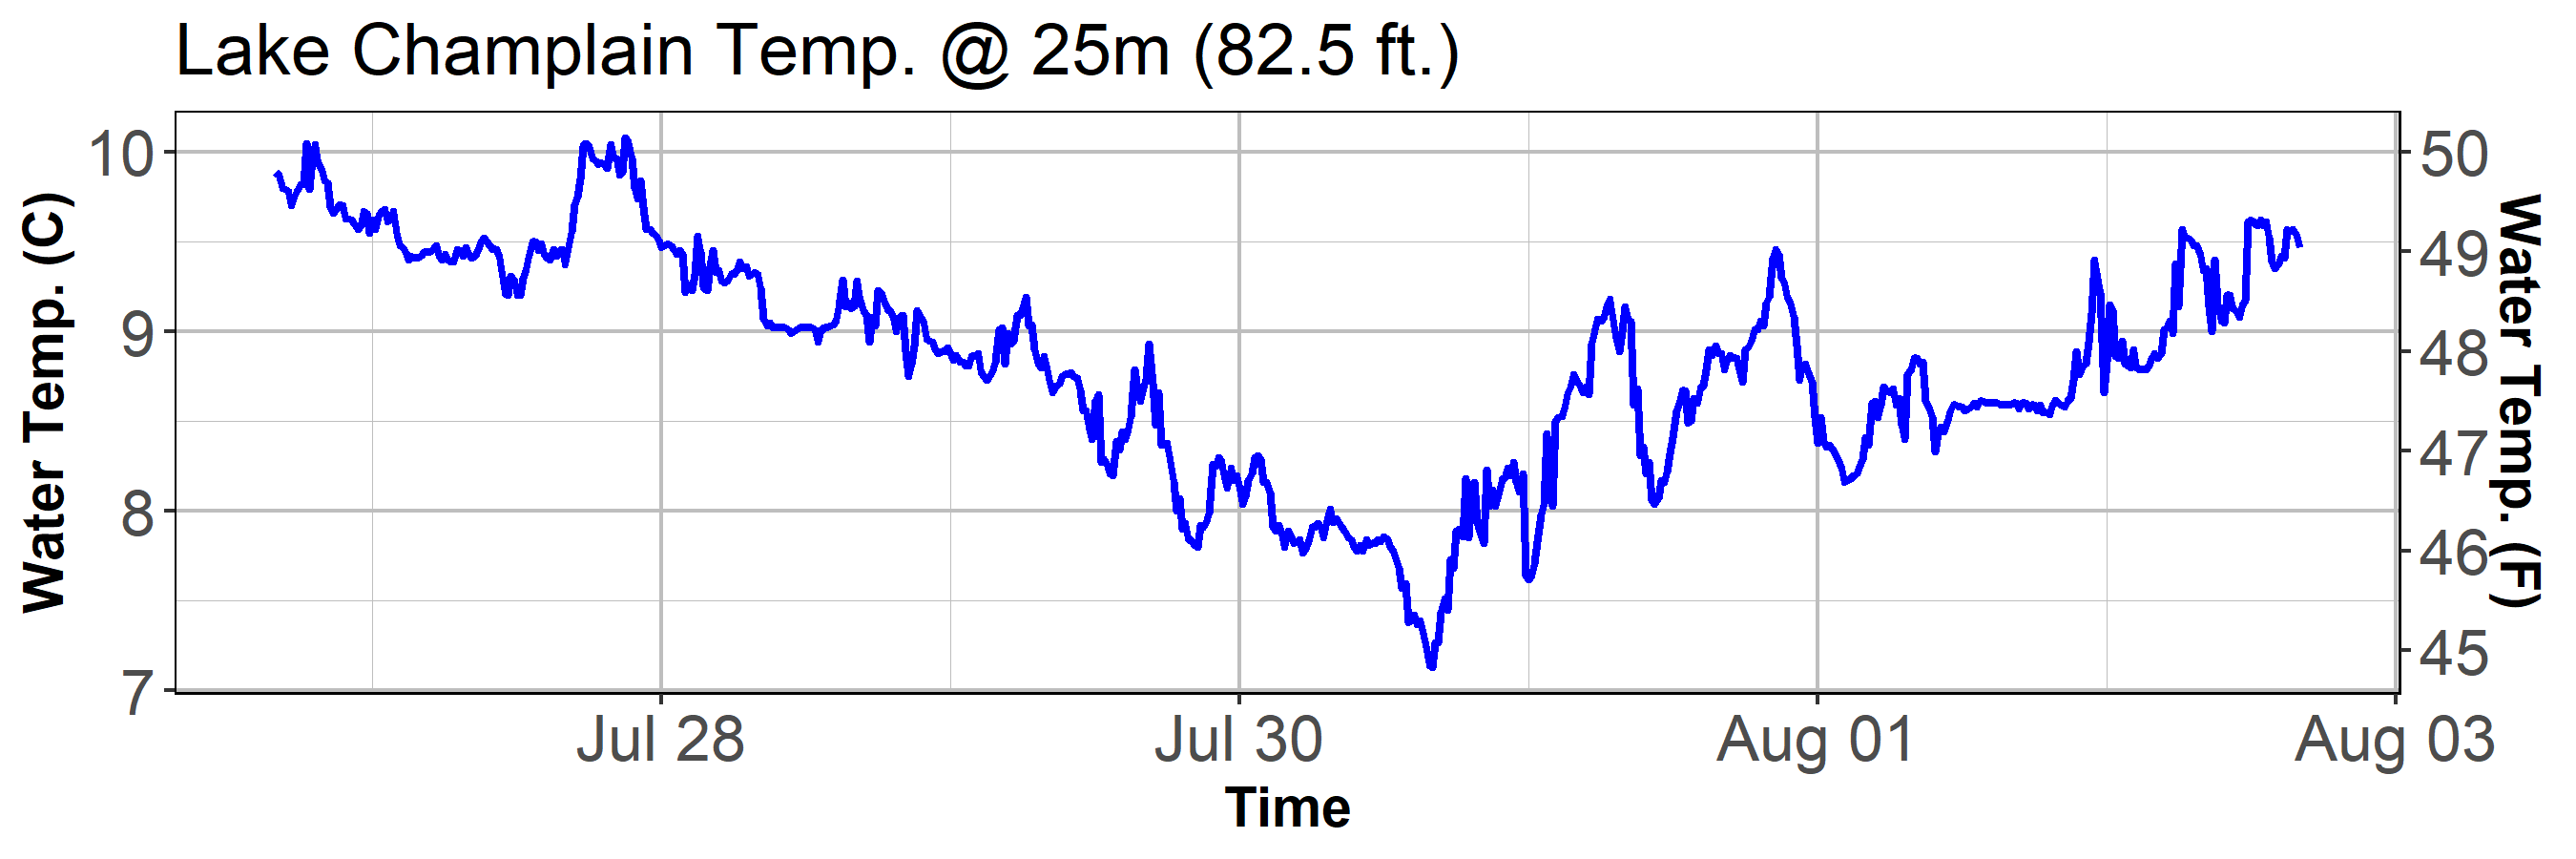 Lake Champlain Temp. @ 25m (82.5 ft.)
Water Temp. (C)
10
9
8
7
50
49
48
47
46
45
Water Temp. (F)
Jul 28
Jul 30
Aug 01
Aug 03
Time